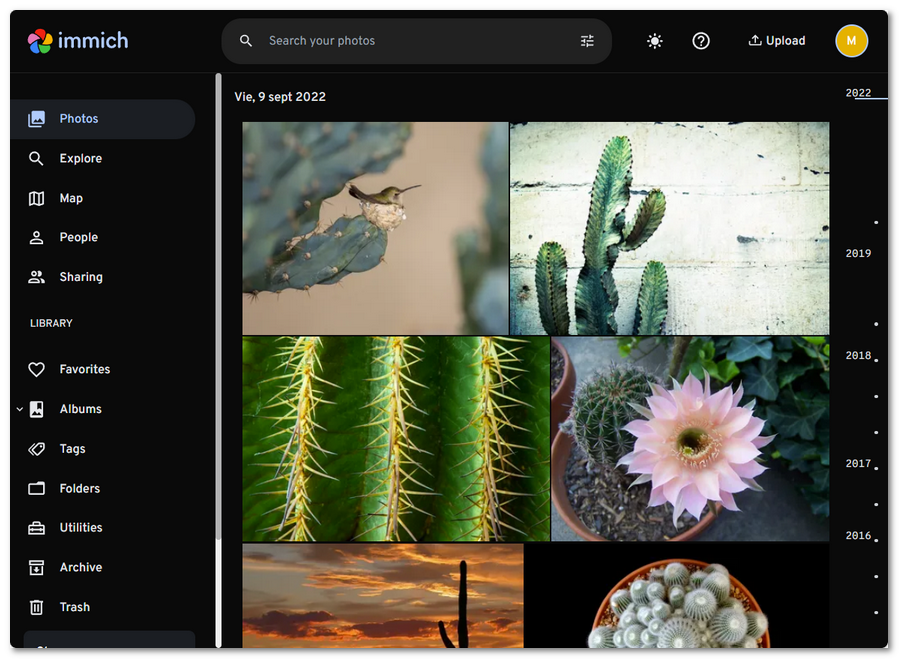 immich
Search your photos
Upload
M
Photos
Explore
Map
People
Sharing
LIBRARY
Favorites
Albums
Tags
Folders
Utilities
Archive
Trash
Vie, 9 sept 2022
2022
2019
2018
2017
2016